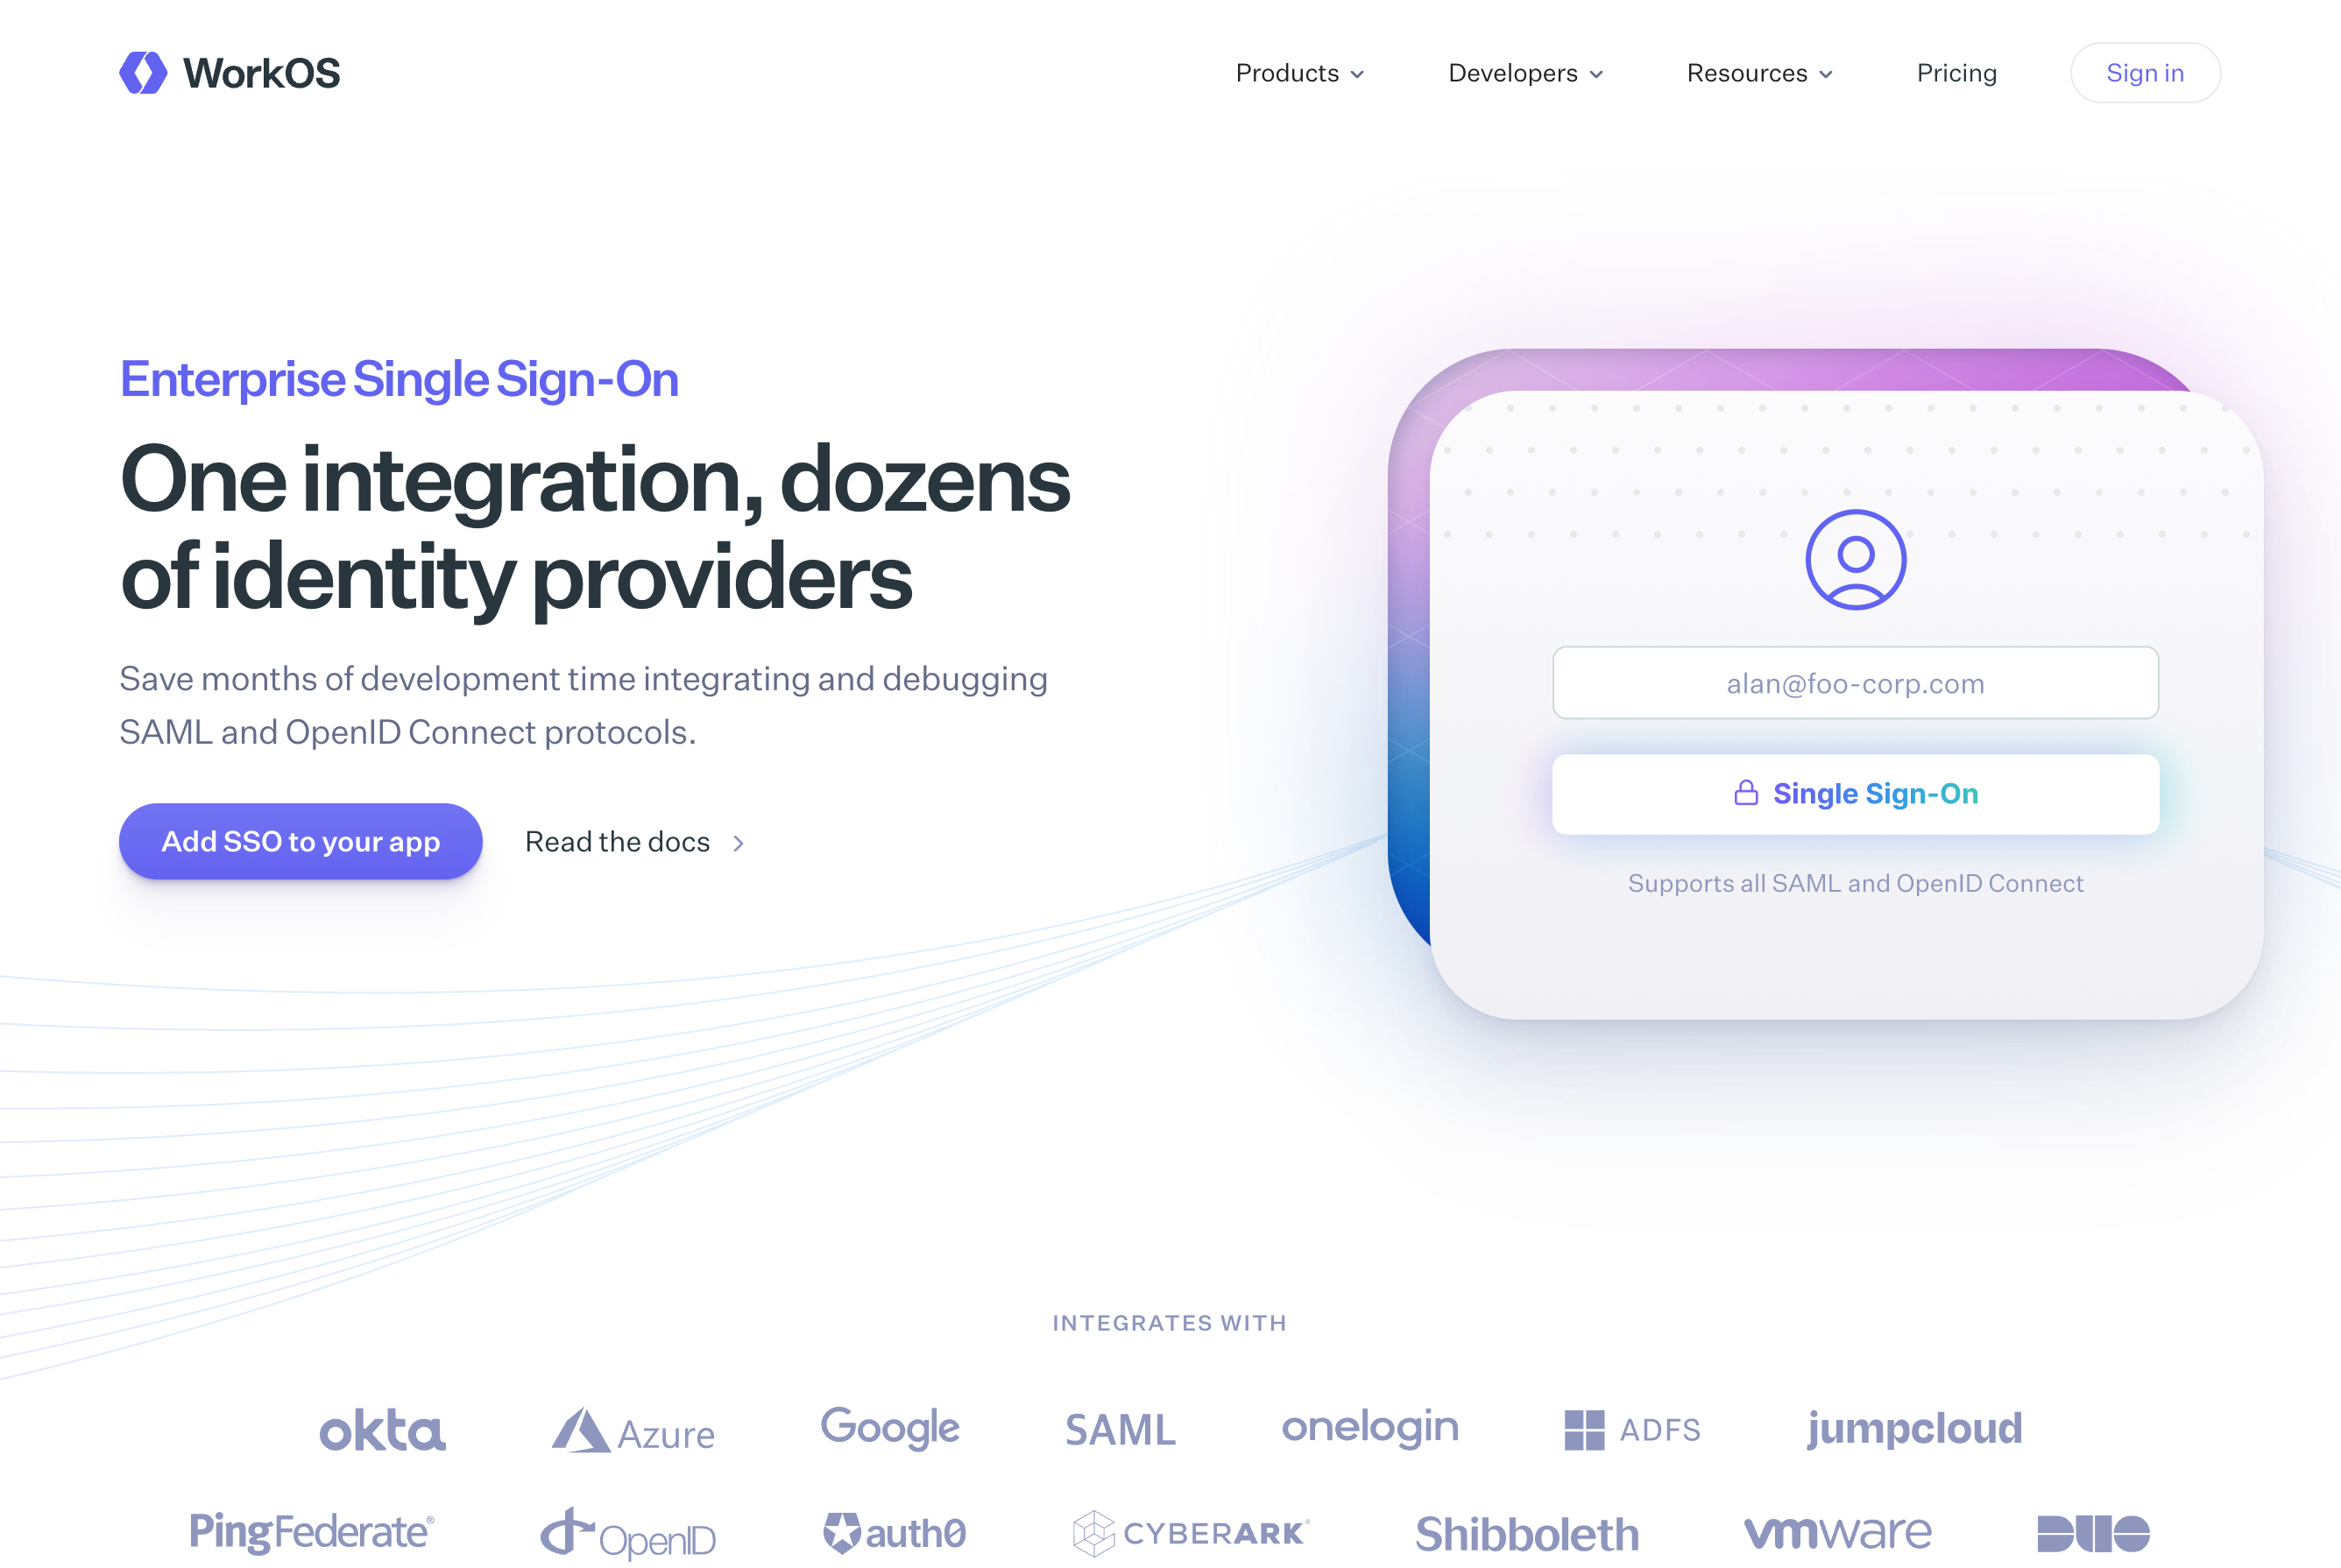 WorkOS
Products
Developers
Resources
Pricing
Sign in
Enterprise Single Sign-On
One integration, dozens
of identity providers
Save months of development time integrating and debugging
SAML and OpenID Connect protocols.
Add SSO to your app
Read the docs
alan@foo-corp.com
Single Sign-On
Supports all SAML and OpenID Connect
INTEGRATES WITH
okta
Azure
Google
SAML
onelogin
ADFS
jumpcloud
PingFederate®
OpenID
auth0
CYBERARK®
Shibboleth
vmware
DUO